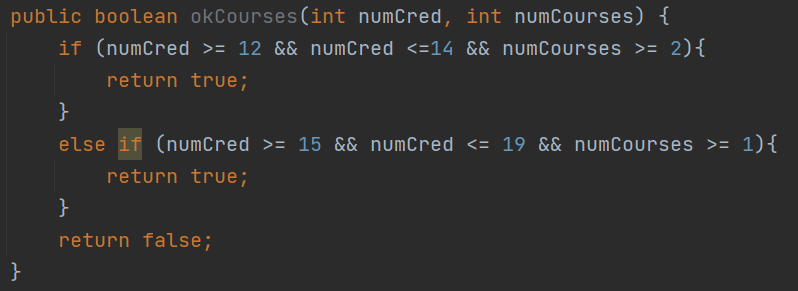 public boolean okCourses(int numCred, int numCourses) {
    if (numCred >= 12 && numCred <=14 && numCourses >= 2){
        return true;
    }
    else if (numCred >= 15 && numCred <= 19 && numCourses >= 1){
        return true;
    }
    return false;
}